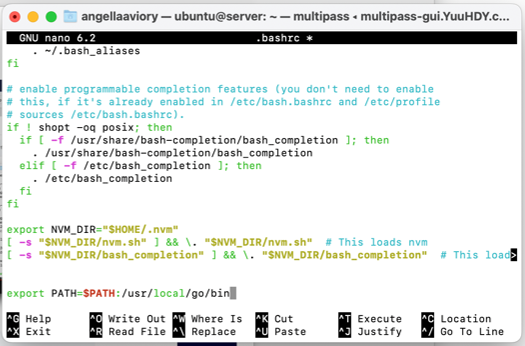 angellaaviory — ubuntu@server: ~ — multipass ‹ multipass-gui.YuuHDY.c...
GNU nano 6.2 .bashrc *
. ~/.bash_aliases
fi
# enable programmable completion features (you don't need to enable
# this, if it's already enabled in /etc/bash.bashrc and /etc/profile
# sources /etc/bash.bashrc).
if ! shopt -oq posix; then
if [ -f /usr/share/bash-completion/bash_completion ]; then
. /usr/share/bash-completion/bash_completion
elif [ -f /etc/bash_completion ]; then
. /etc/bash_completion
fi
fi
export NVM_DIR="$HOME/.nvm"
[ -s "$NVM_DIR/nvm.sh" ] && \. "$NVM_DIR/nvm.sh" # This loads nvm
[ -s "$NVM_DIR/bash_completion" ] && \. "$NVM_DIR/bash_completion" # This load>
export PATH=$PATH:/usr/local/go/bin
^G Help ^O Write Out ^W Where Is ^K Cut ^T Execute ^C Location
^X Exit ^R Read File ^\ Replace ^U Paste ^J Justify ^/ Go To Line